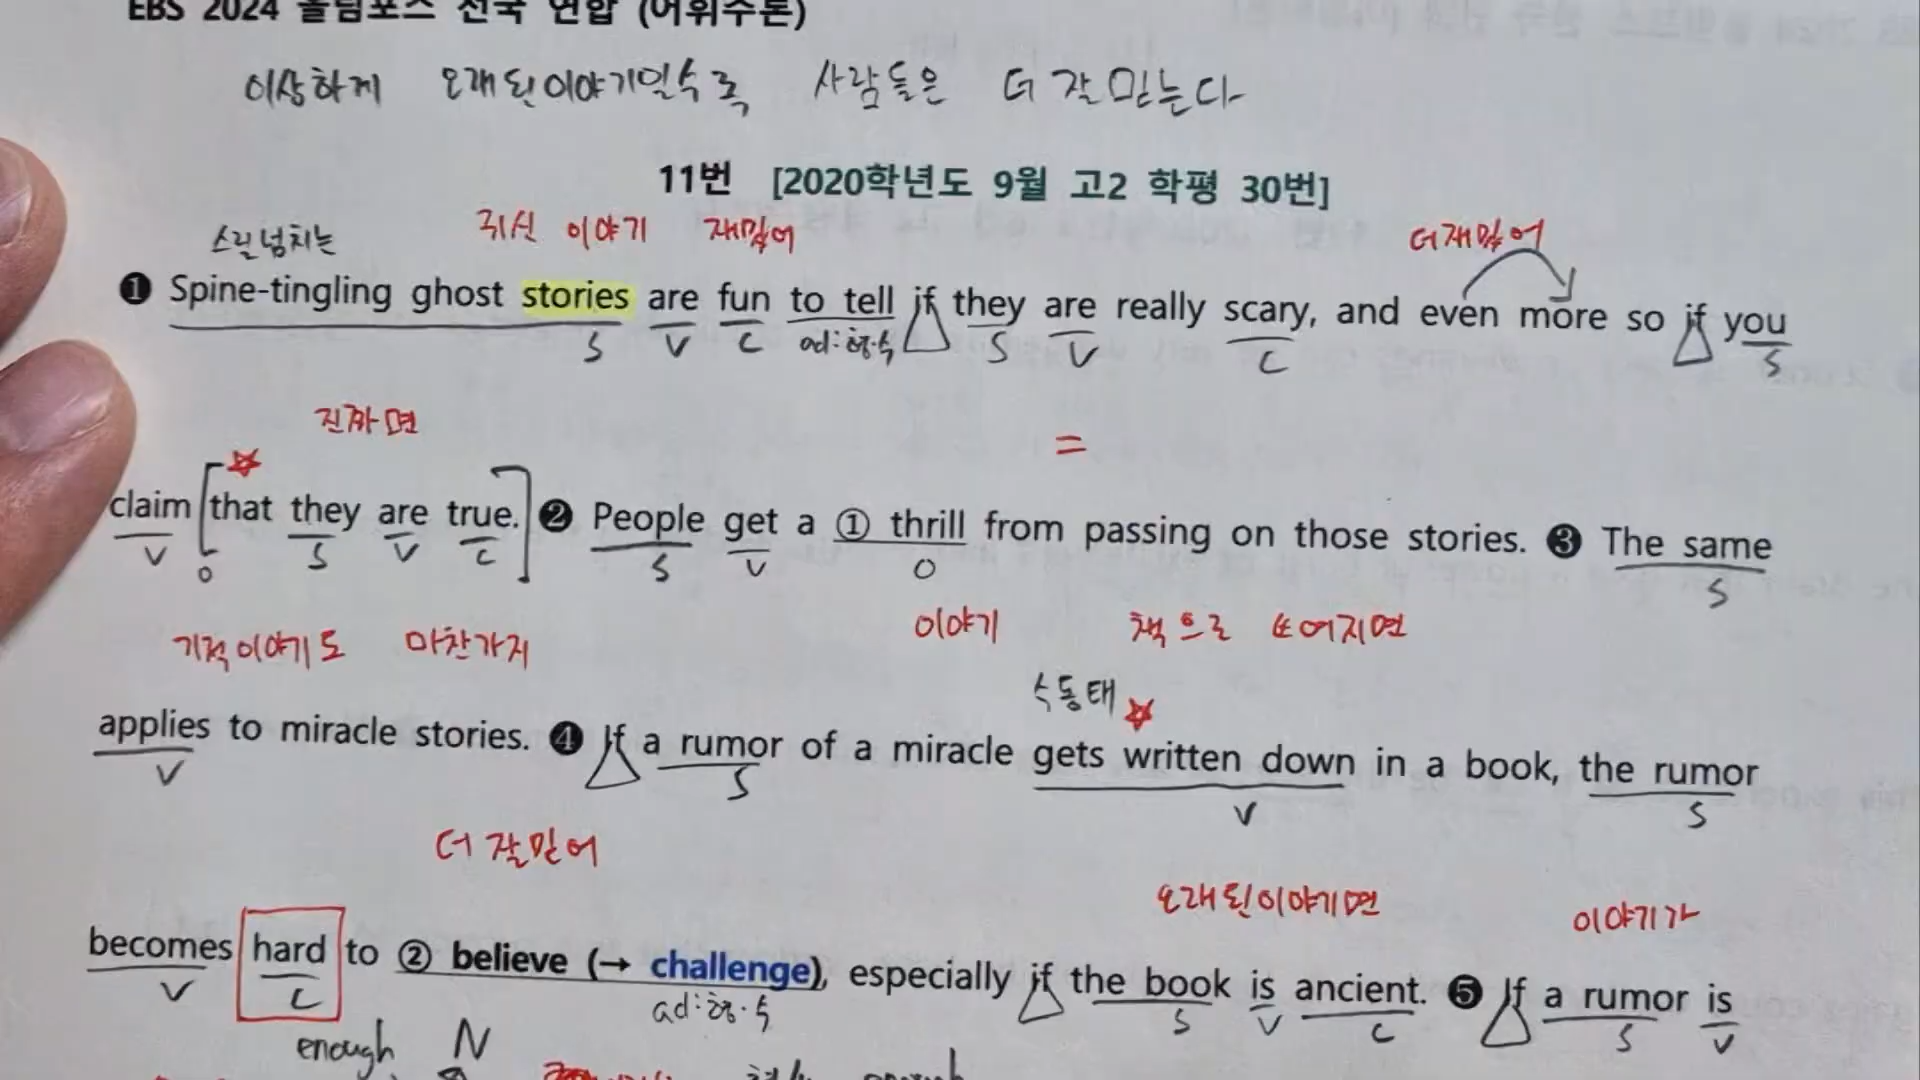 EBS 2024 올림포스 전국 연합 (어휘수존)
이상하게 오래된이야기일수록 사람들은 더 잘 믿는다
11번 [2020학년도 9월 고2 학평 30번]
스릴넘치는 귀신 이야기 재밌어 더재밌어
❶ Spine-tingling ghost stories are fun to tell if they are really scary, and even more so if you
S V C ad:형·수 S V C S
진짜면 =
claim [that they are true.] ❷ People get a ① thrill from passing on those stories. ❸ The same
V O S V C S V O S
기적이야기도 마찬가지 이야기 책으로 쓰여지면
수동태
applies to miracle stories. ❹ If a rumor of a miracle gets written down in a book, the rumor
V S V S
더 잘믿어 오래된이야기면 이야기가
becomes hard to ② believe (→ challenge), especially if the book is ancient. ❺ If a rumor is
V C ad:형·수 S V C S V
enough N
enough